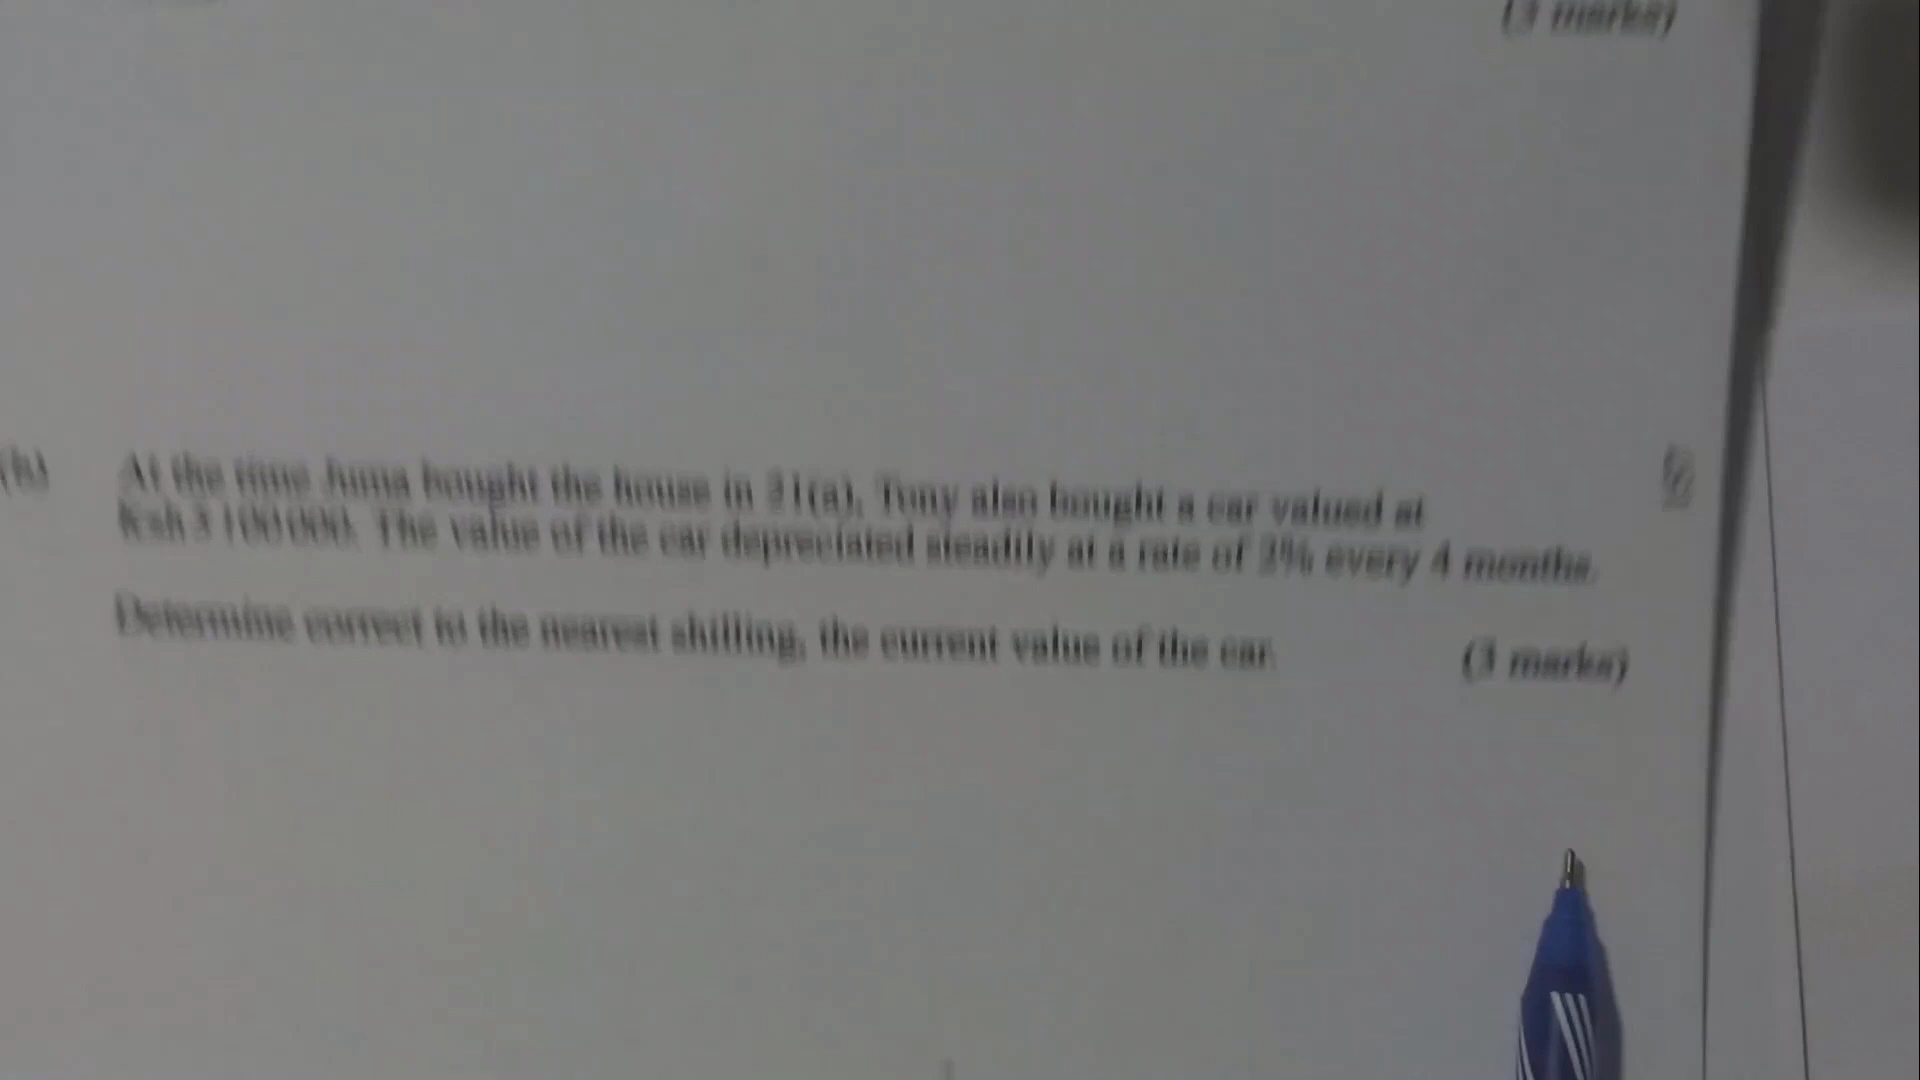 (3 marks)
(b) At the time Juma bought the house in 21(a), Tony also bought a car valued at
Ksh 3 100 000. The value of the car depreciated steadily at a rate of 2% every 4 months.
Determine correct to the nearest shilling, the current value of the car.
(3 marks)